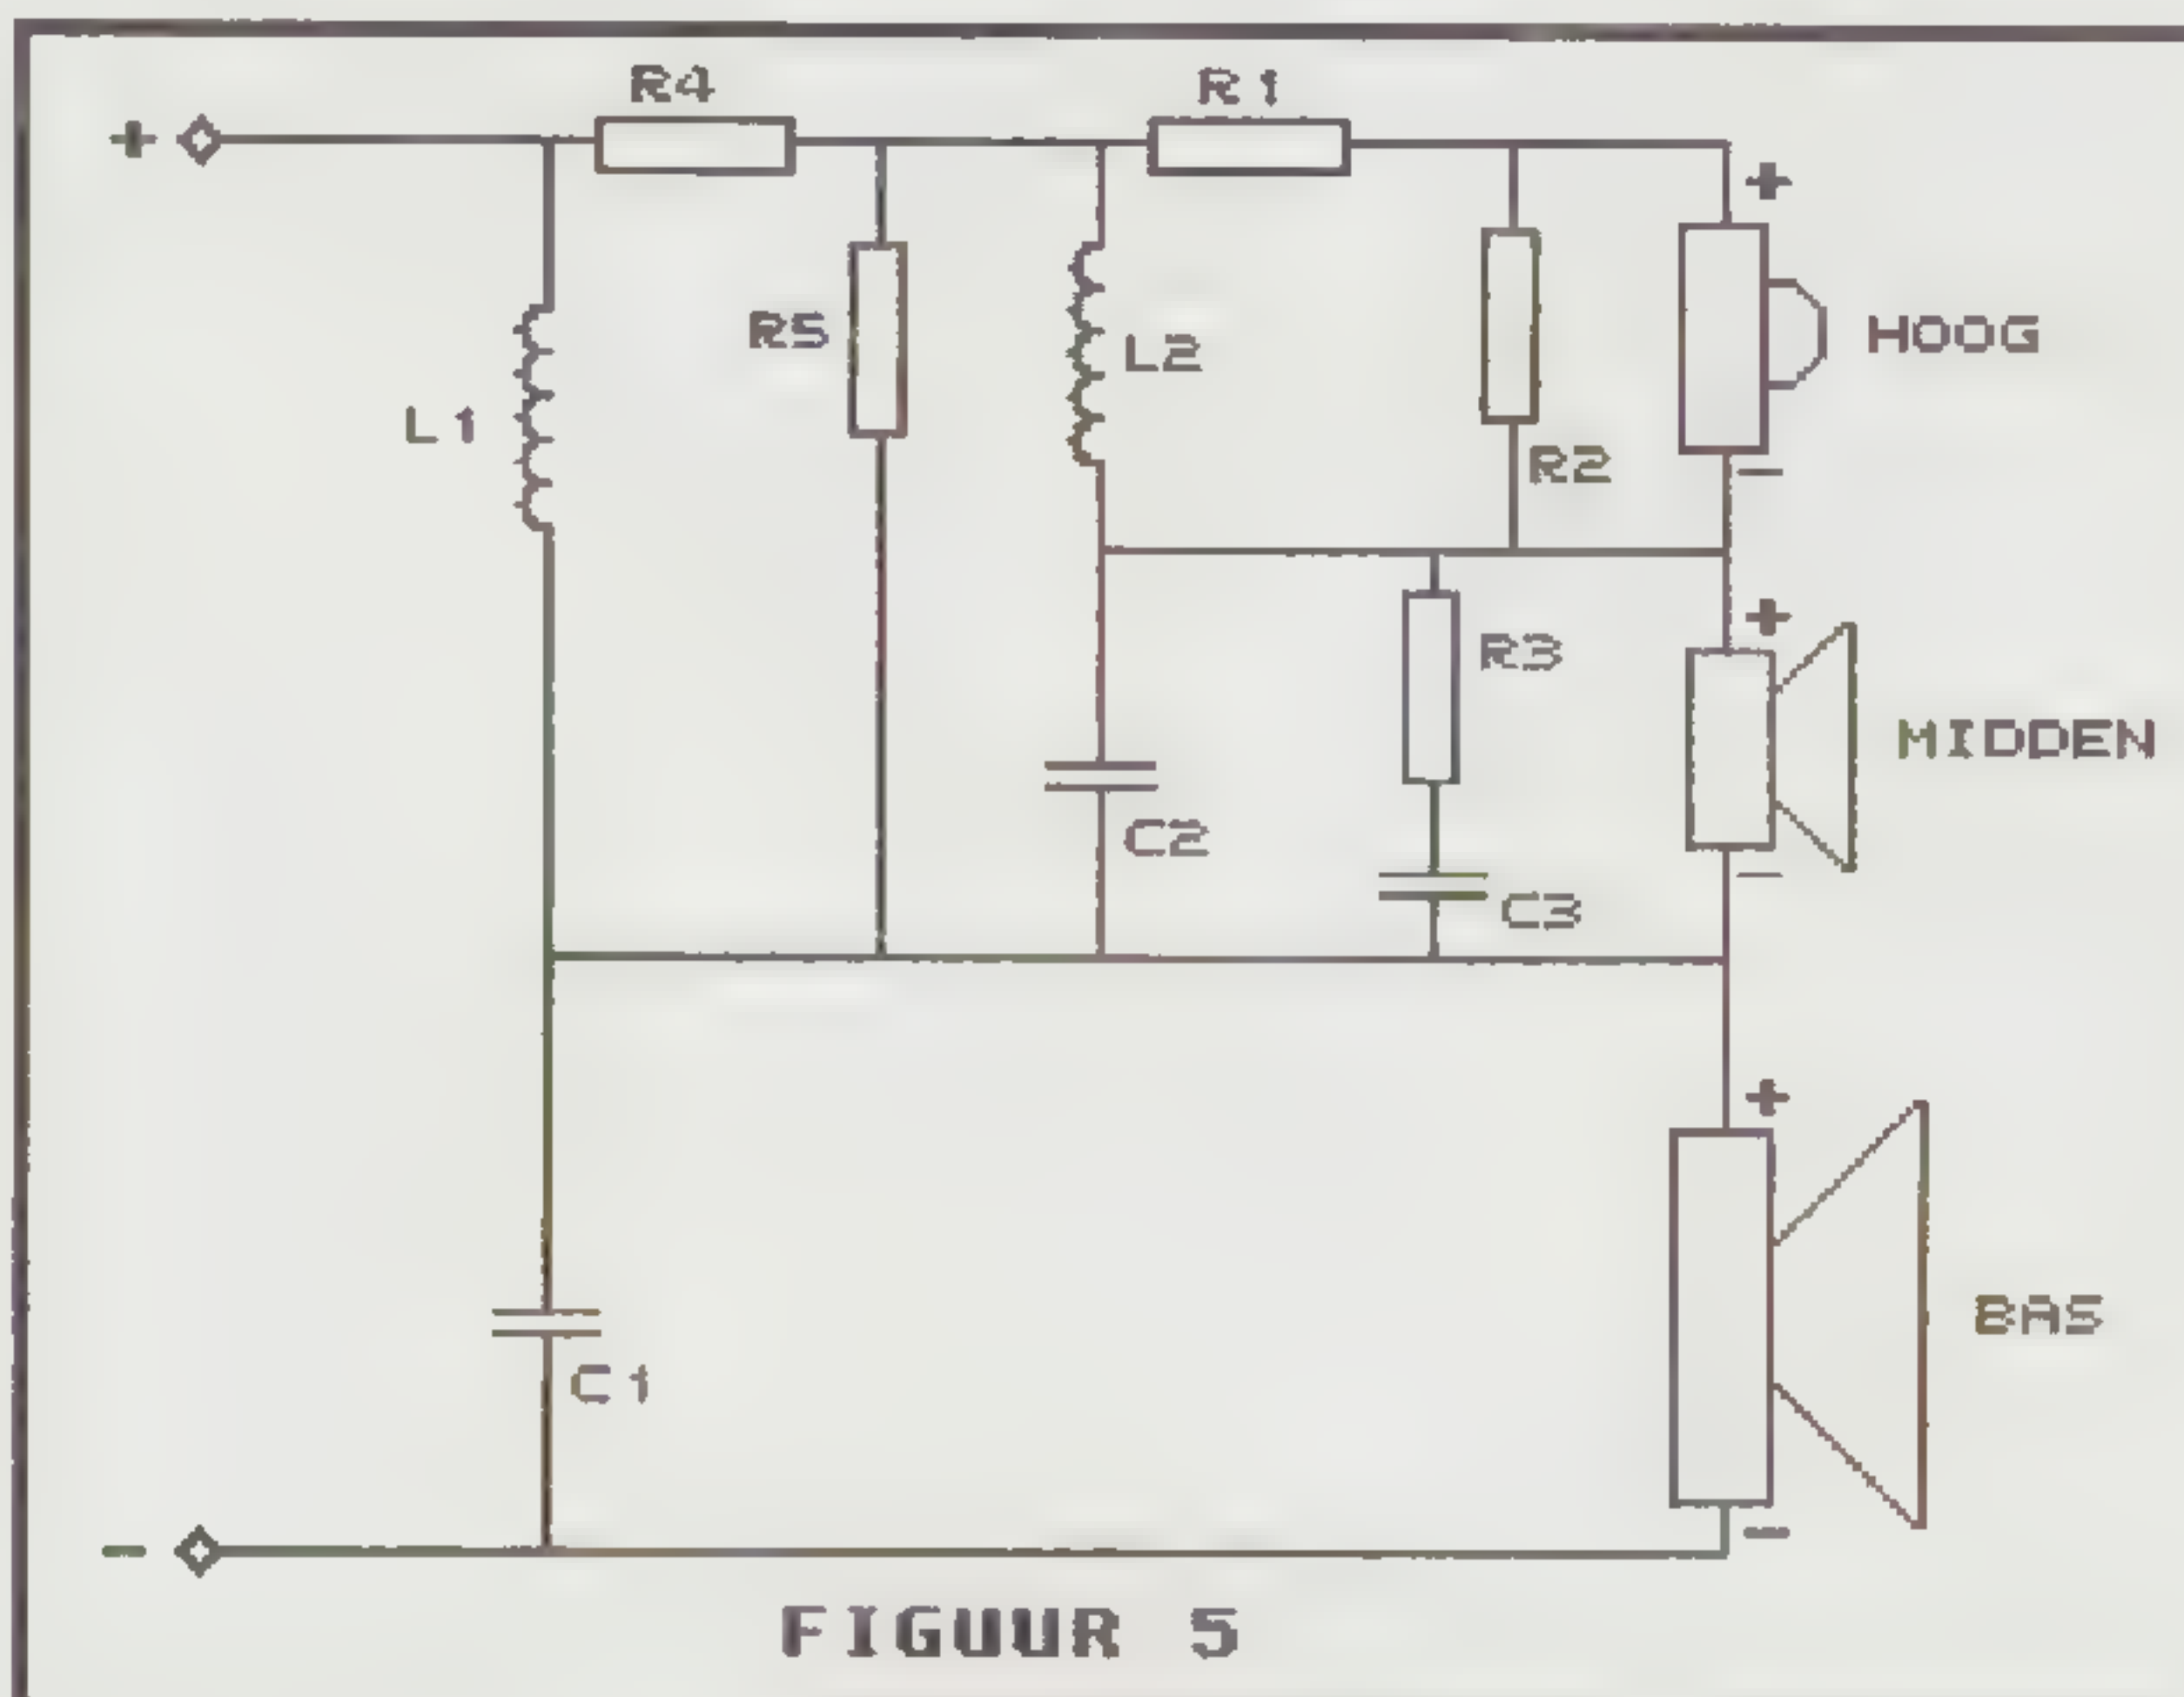 R4
R1
+
+
HOOG
R5
L2
L1
R2
-
+
R3
MIDDEN
C2
-
C3
+
BAS
C1
-
-
FIGUUR 5